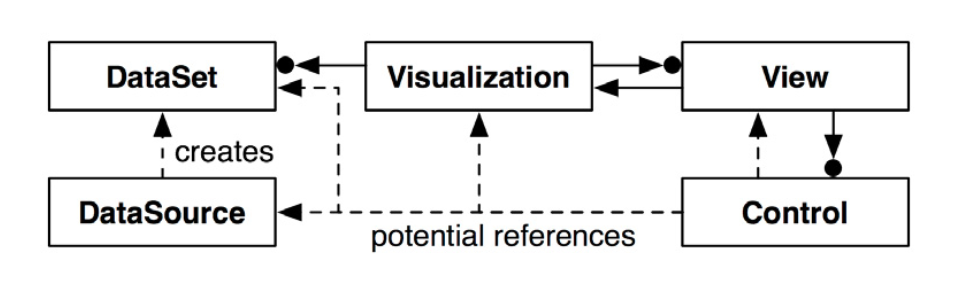 DataSet
Visualization
View
creates
DataSource
Control
potential references